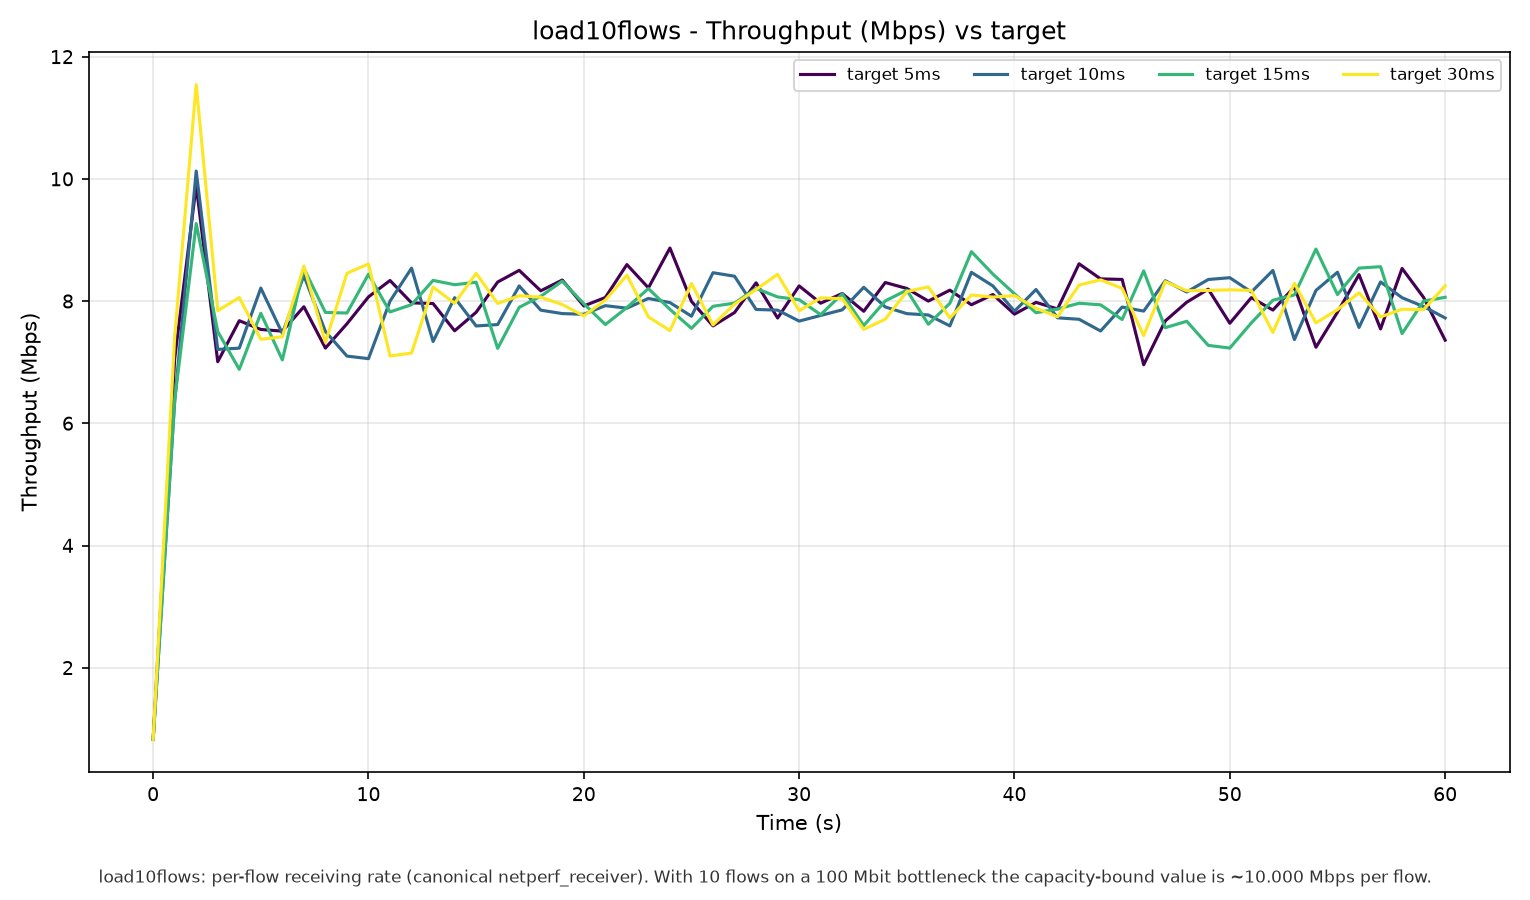 load10flows - Throughput (Mbps) vs target
target 5ms target 10ms target 15ms target 30ms
Throughput (Mbps)
12
10
8
6
4
2
0 10 20 30 40 50 60
Time (s)
load10flows: per-flow receiving rate (canonical netperf_receiver). With 10 flows on a 100 Mbit bottleneck the capacity-bound value is ~10.000 Mbps per flow.